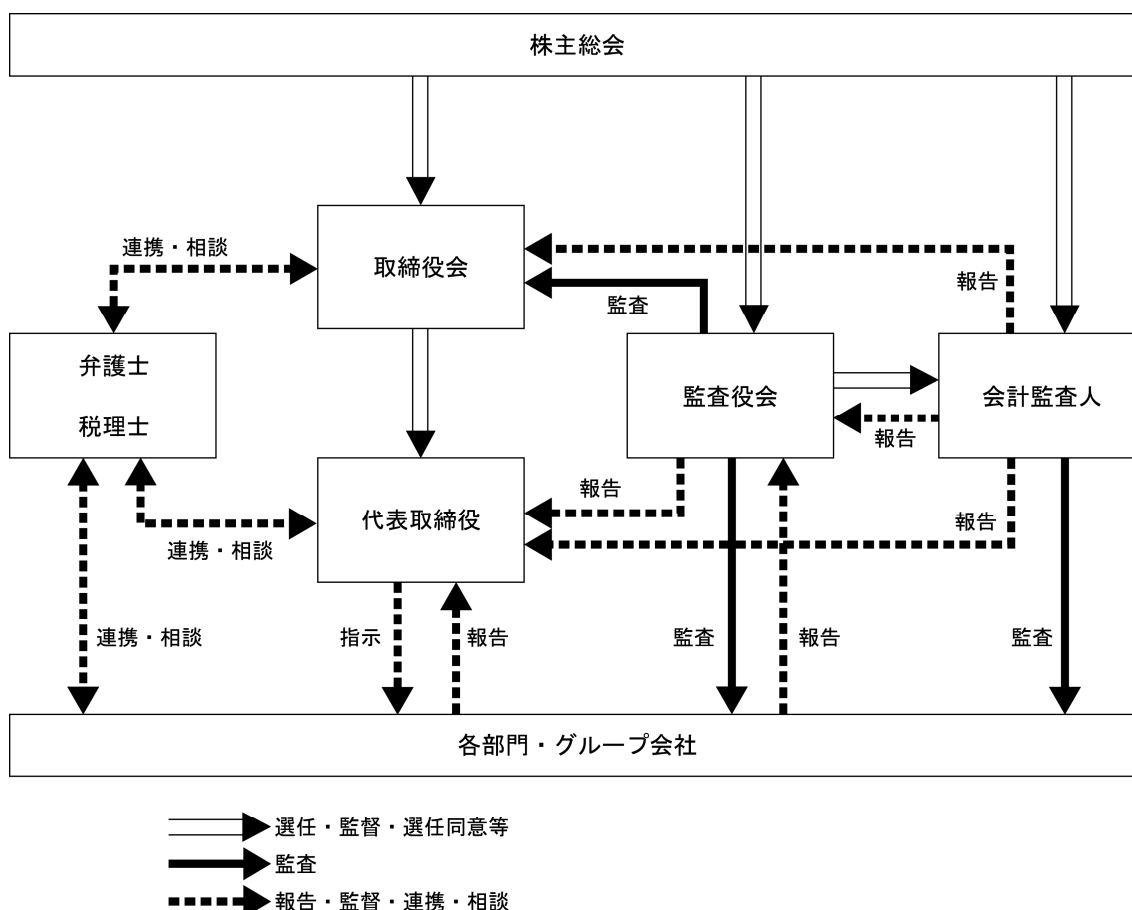 株主総会
連携・相談
取締役会
報告
監査
弁護士
税理士
監査役会
会計監査人
報告
報告
代表取締役
報告
連携・相談
連携・相談
指示
報告
監査
報告
監査
各部門・グループ会社
選任・監督・選任同意等
監査
報告・監督・連携・相談